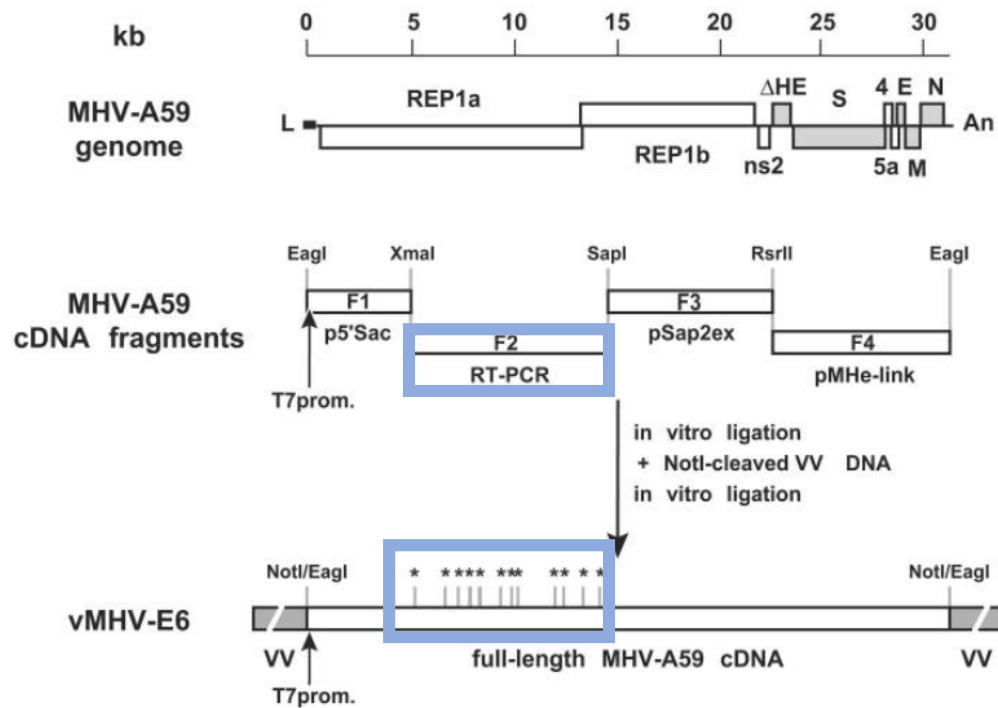 kb 0 5 10 15 20 25 30
MHV-A59 genome
L REP1a REP1b ns2 ΔHE S 4 5a E M N An
EagI XmaI SapI RsrII EagI
MHV-A59 cDNA fragments
F1 F2 F3 F4
p5'Sac RT-PCR pSap2ex pMHe-link
T7prom.
in vitro ligation
+ NotI-cleaved VV DNA
in vitro ligation
* * * * * * * * * * * *
NotI/EagI NotI/EagI
vMHV-E6
VV full-length MHV-A59 cDNA VV
T7prom.